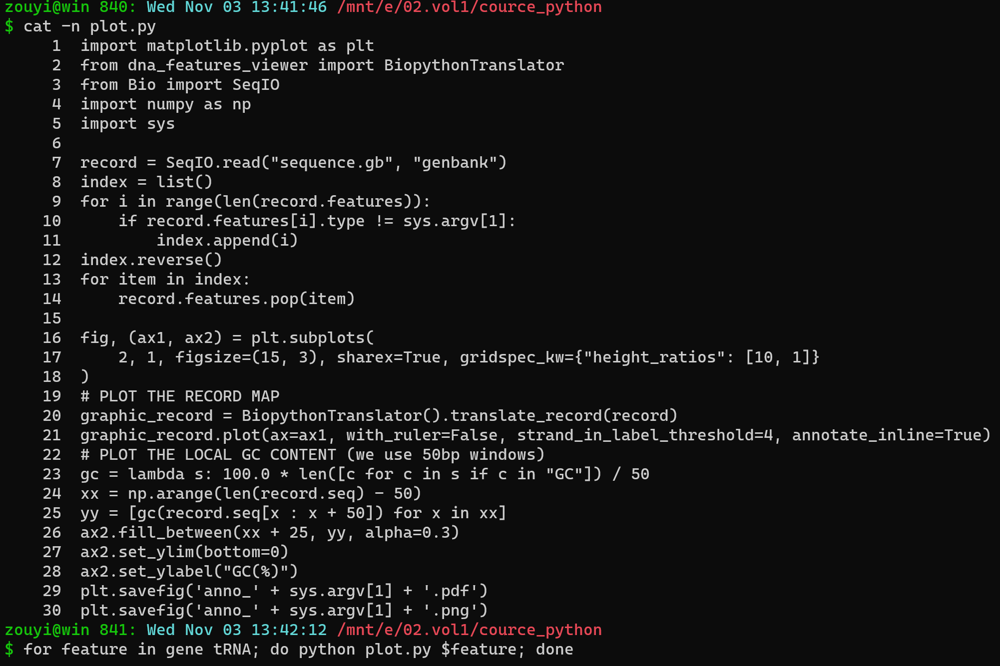 zouyi@win 840: Wed Nov 03 13:41:46 /mnt/e/02.vol1/cource_python
$ cat -n plot.py
     1  import matplotlib.pyplot as plt
     2  from dna_features_viewer import BiopythonTranslator
     3  from Bio import SeqIO
     4  import numpy as np
     5  import sys
     6
     7  record = SeqIO.read("sequence.gb", "genbank")
     8  index = list()
     9  for i in range(len(record.features)):
    10      if record.features[i].type != sys.argv[1]:
    11          index.append(i)
    12  index.reverse()
    13  for item in index:
    14      record.features.pop(item)
    15
    16  fig, (ax1, ax2) = plt.subplots(
    17      2, 1, figsize=(15, 3), sharex=True, gridspec_kw={"height_ratios": [10, 1]}
    18  )
    19  # PLOT THE RECORD MAP
    20  graphic_record = BiopythonTranslator().translate_record(record)
    21  graphic_record.plot(ax=ax1, with_ruler=False, strand_in_label_threshold=4, annotate_inline=True)
    22  # PLOT THE LOCAL GC CONTENT (we use 50bp windows)
    23  gc = lambda s: 100.0 * len([c for c in s if c in "GC"]) / 50
    24  xx = np.arange(len(record.seq) - 50)
    25  yy = [gc(record.seq[x : x + 50]) for x in xx]
    26  ax2.fill_between(xx + 25, yy, alpha=0.3)
    27  ax2.set_ylim(bottom=0)
    28  ax2.set_ylabel("GC(%)")
    29  plt.savefig('anno_' + sys.argv[1] + '.pdf')
    30  plt.savefig('anno_' + sys.argv[1] + '.png')
zouyi@win 841: Wed Nov 03 13:42:12 /mnt/e/02.vol1/cource_python
$ for feature in gene tRNA; do python plot.py $feature; done